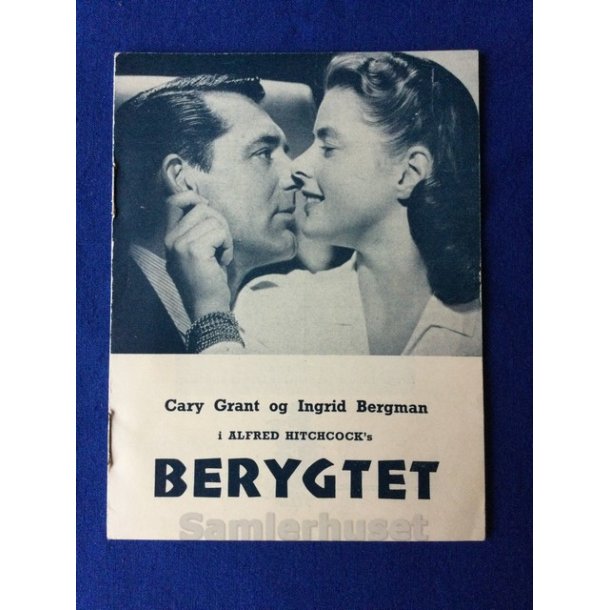 Cary Grant og Ingrid Bergman
i ALFRED HITCHCOCK's
BERYGTET
Samlerhuset